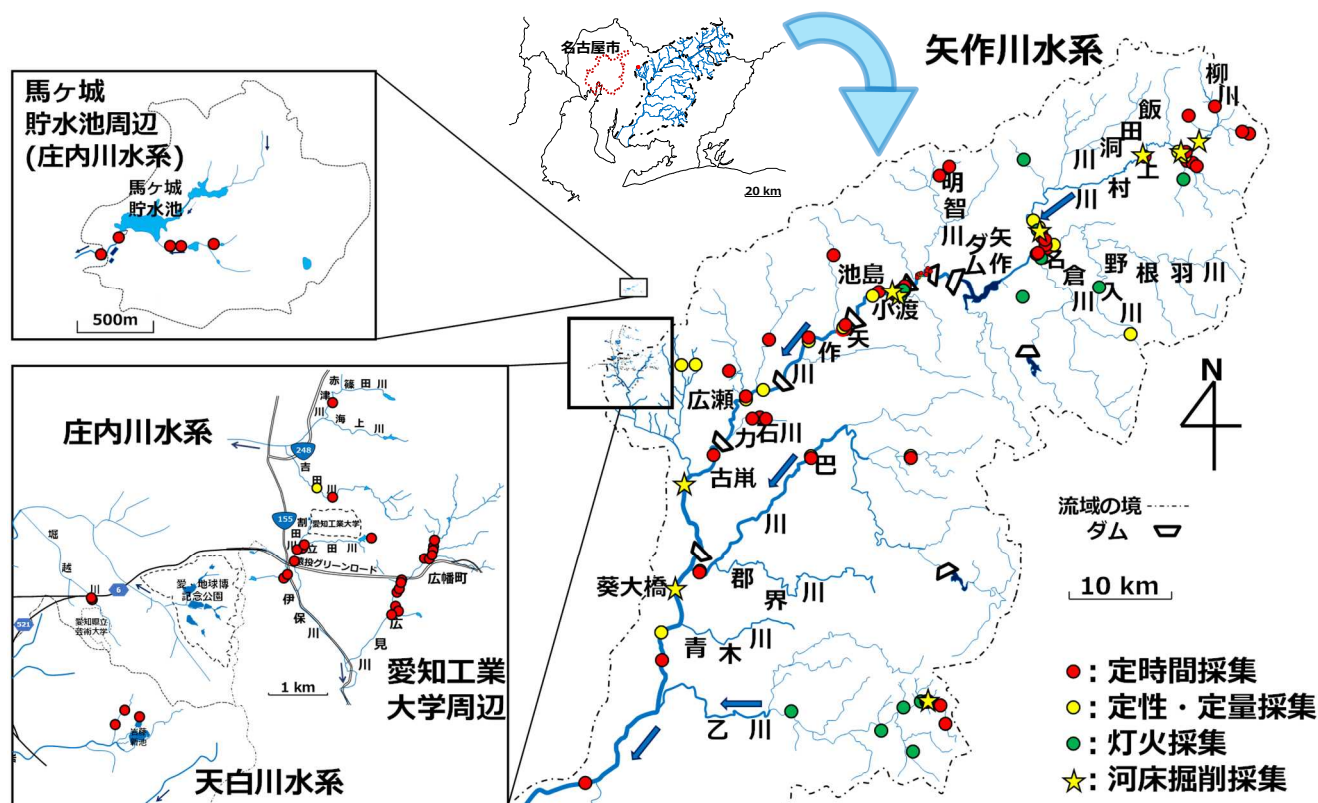 名古屋市
20 km
矢作川水系
馬ヶ城
貯水池周辺
(庄内川水系)
馬ヶ城
貯水池
500m
柳川
飯田洞川
上村川
明智川
矢作ダム
池島
小渡
名倉川
野入川
根羽川
矢作川
広瀬
力石川
古鼡
巴川
郡界川
葵大橋
青木川
乙川
庄内川水系
赤津川
篠田川
海上川
248
吉田川
155
割田川
愛知工業大学
立田川
猿投グリーンロード
広幡町
堀越川
6
愛・地球博
記念公園
521
愛知県立
芸術大学
伊保川
広見川
愛知工業
大学周辺
1 km
天白川水系
N
流域の境
ダム
10 km
:定時間採集
:定性・定量採集
:灯火採集
:河床掘削採集